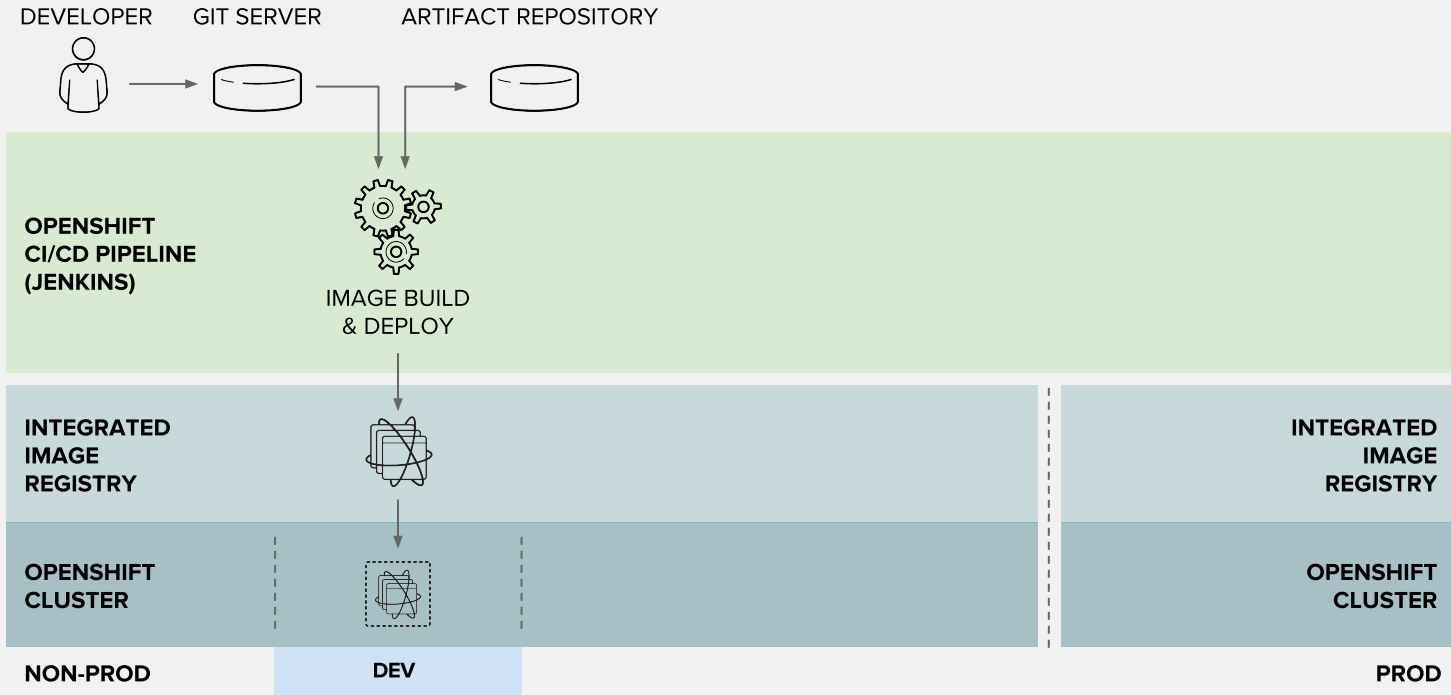 DEVELOPER
GIT SERVER
ARTIFACT REPOSITORY
OPENSHIFT
CI/CD PIPELINE
(JENKINS)
IMAGE BUILD
& DEPLOY
INTEGRATED
IMAGE
REGISTRY
INTEGRATED
IMAGE
REGISTRY
OPENSHIFT
CLUSTER
OPENSHIFT
CLUSTER
NON-PROD
DEV
PROD